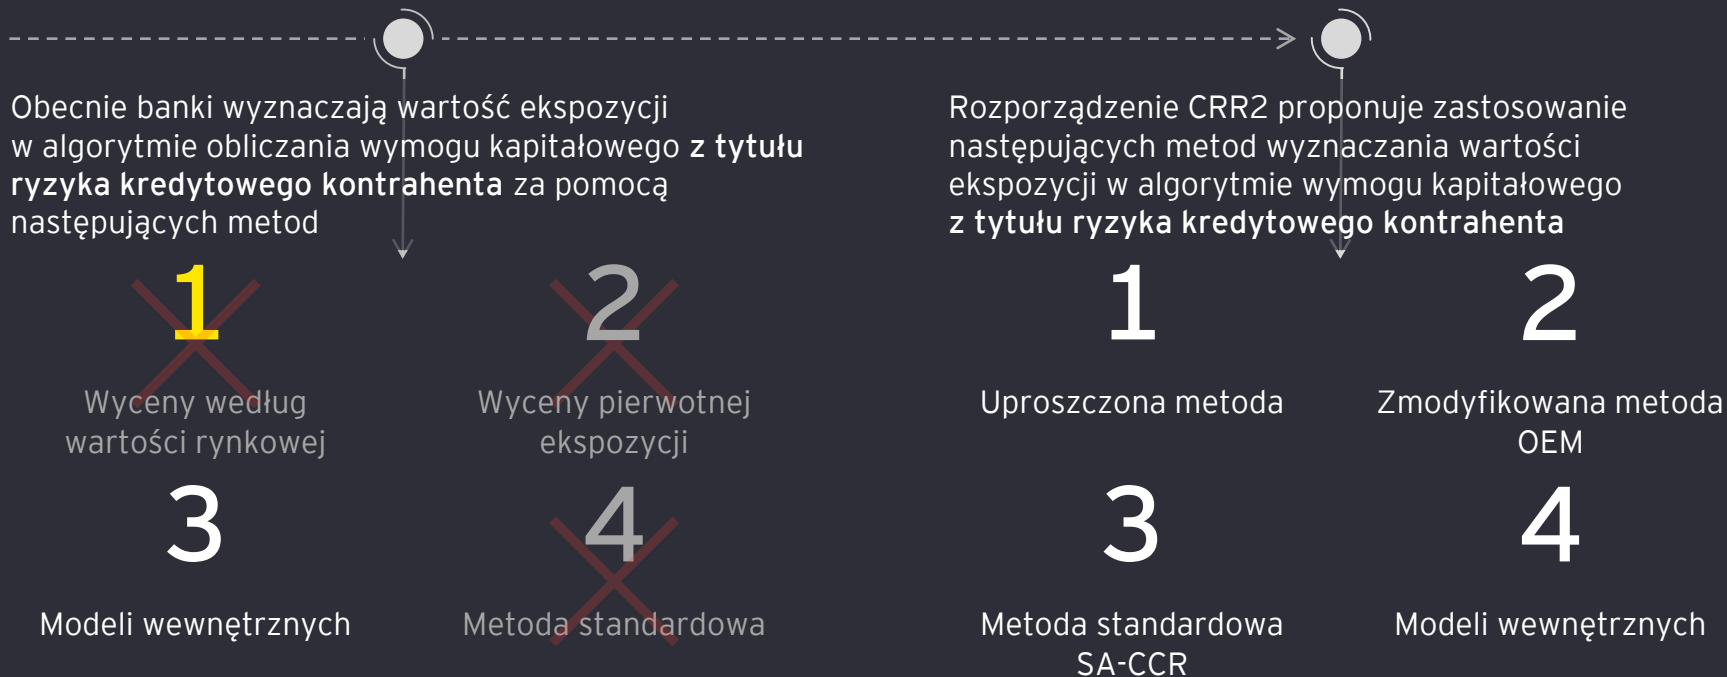 Obecnie banki wyznaczają wartość ekspozycji
w algorytmie obliczania wymogu kapitałowego z tytułu
ryzyka kredytowego kontrahenta za pomocą
następujących metod
1
Wyceny według
wartości rynkowej
2
Wyceny pierwotnej
ekspozycji
3
Modeli wewnętrznych
4
Metoda standardowa
Rozporządzenie CRR2 proponuje zastosowanie
następujących metod wyznaczania wartości
ekspozycji w algorytmie wymogu kapitałowego
z tytułu ryzyka kredytowego kontrahenta
1
Uproszczona metoda
2
Zmodyfikowana metoda
OEM
3
Metoda standardowa
SA-CCR
4
Modeli wewnętrznych